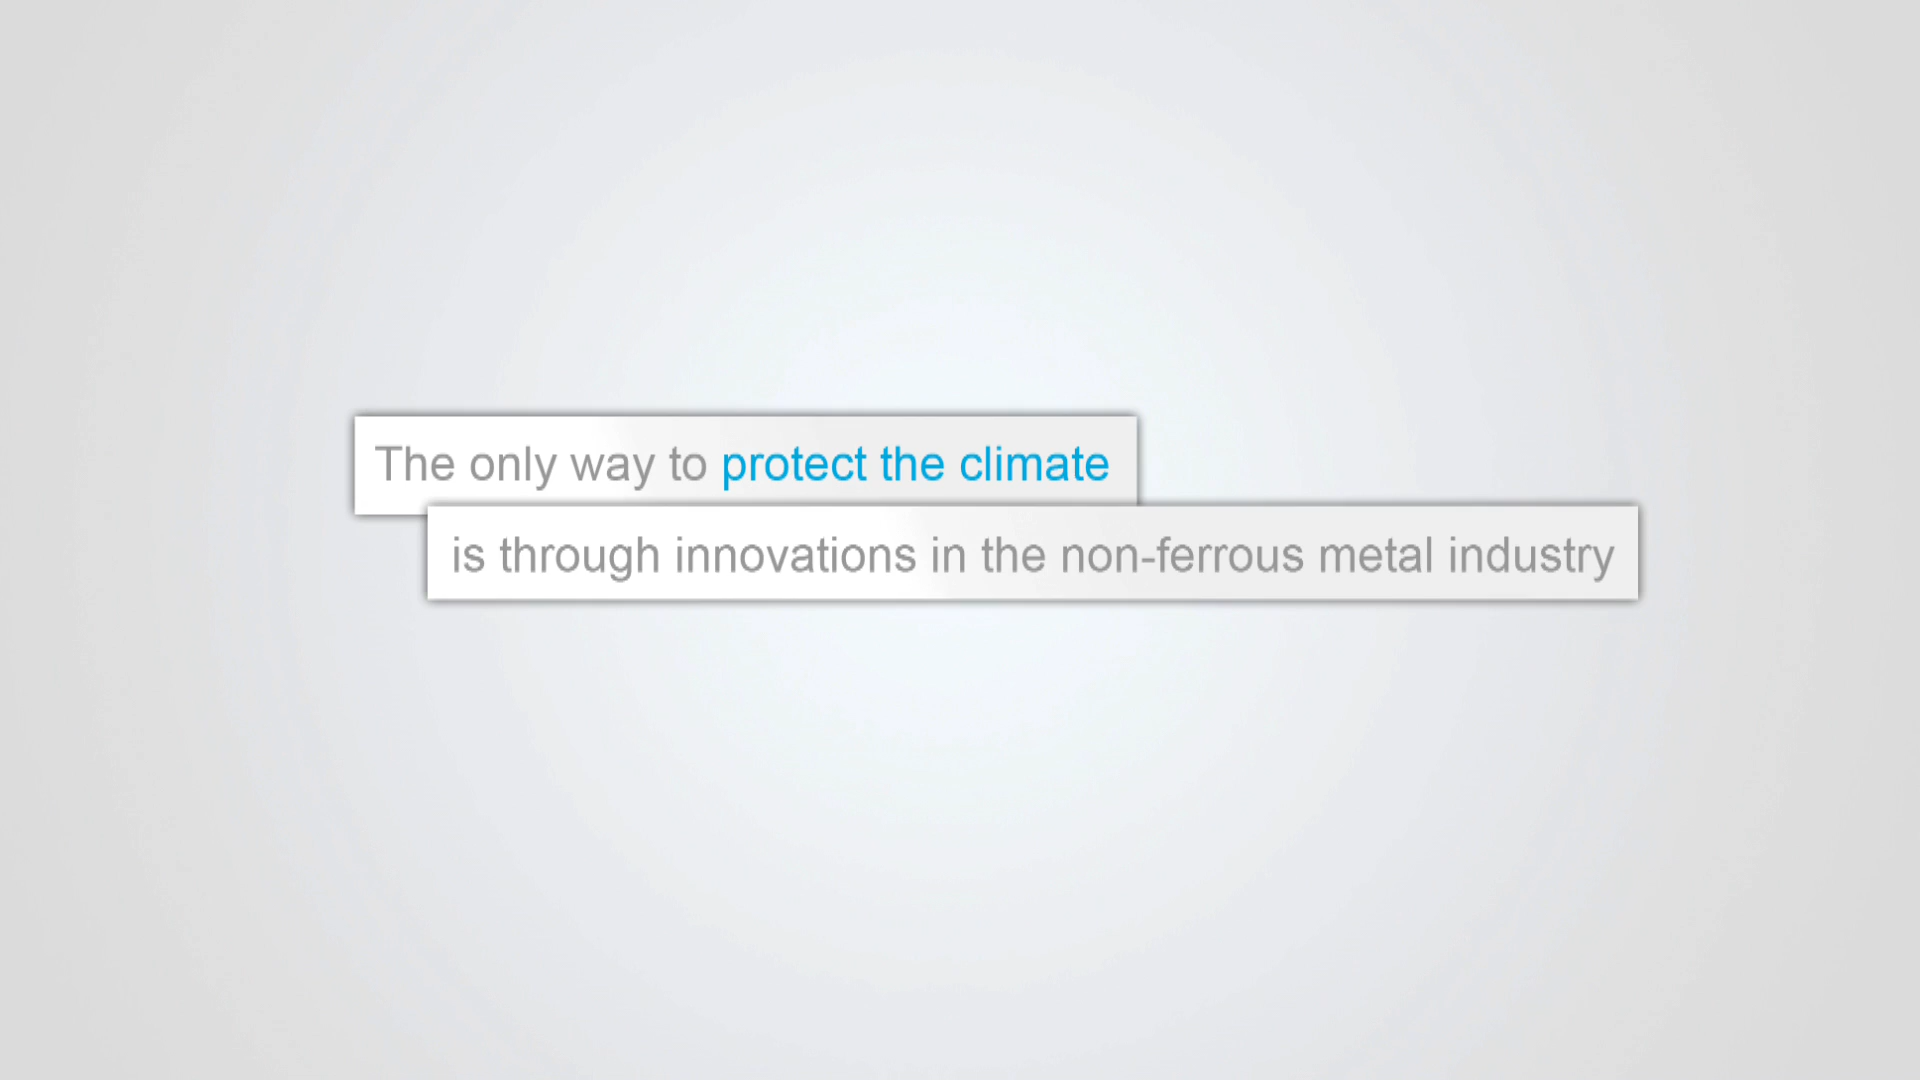 The only way to protect the climate
is through innovations in the non-ferrous metal industry